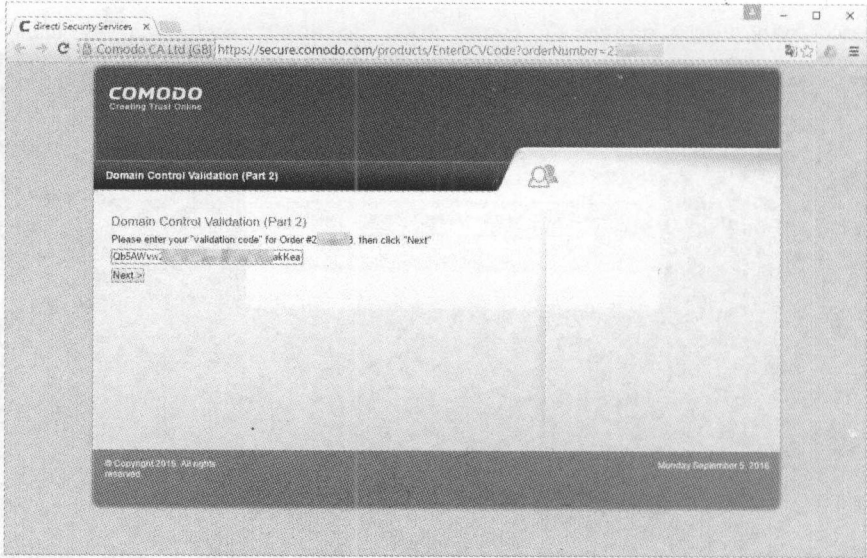 directi Security Services
Comodo CA Ltd [GB] https://secure.comodo.com/products/EnterDCVCode?orderNumber=2
COMODO
Creating Trust Online
Domain Control Validation (Part 2)
Domain Control Validation (Part 2)
Please enter your "validation code" for Order #2 3, then click "Next"
Qb5AWvw2 akKea
Next >
© Copyright 2016. All rights
reserved.
Monday September 5, 2016